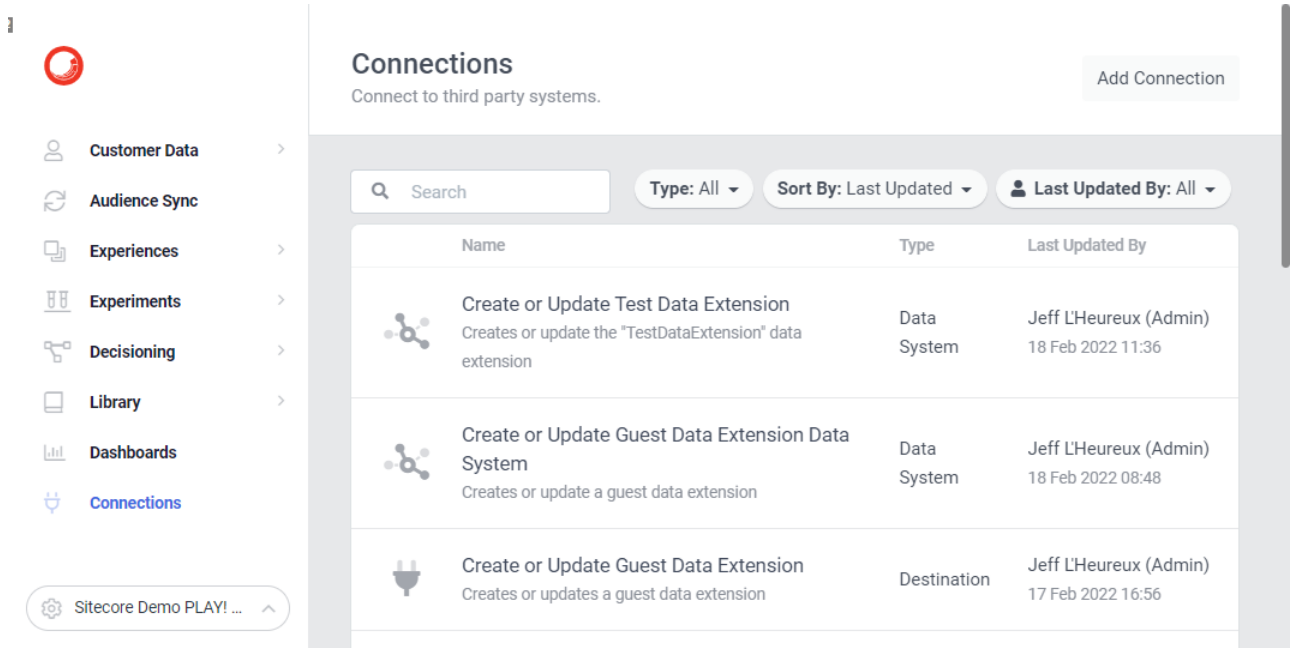 Connections
Connect to third party systems.
Add Connection
Customer Data
Audience Sync
Experiences
Experiments
Decisioning
Library
Dashboards
Connections
Sitecore Demo PLAY! ...
Search
Type: All
Sort By: Last Updated
Last Updated By: All
Name Type Last Updated By
Create or Update Test Data Extension
Creates or update the "TestDataExtension" data
extension
Data
System
Jeff L'Heureux (Admin)
18 Feb 2022 11:36
Create or Update Guest Data Extension Data
System
Creates or update a guest data extension
Data
System
Jeff L'Heureux (Admin)
18 Feb 2022 08:48
Create or Update Guest Data Extension
Creates or updates a guest data extension
Destination
Jeff L'Heureux (Admin)
17 Feb 2022 16:56